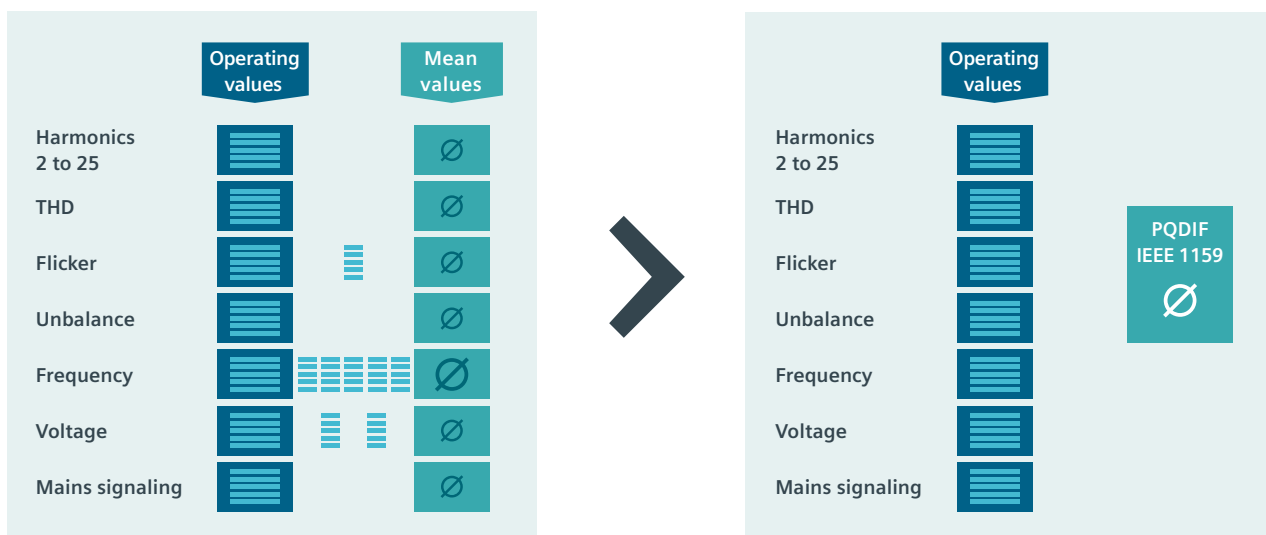 Operating
values
Mean
values
Harmonics
2 to 25
THD
Flicker
Unbalance
Frequency
Voltage
Mains signaling
Operating
values
Harmonics
2 to 25
THD
Flicker
Unbalance
Frequency
Voltage
Mains signaling
PQDIF
IEEE 1159